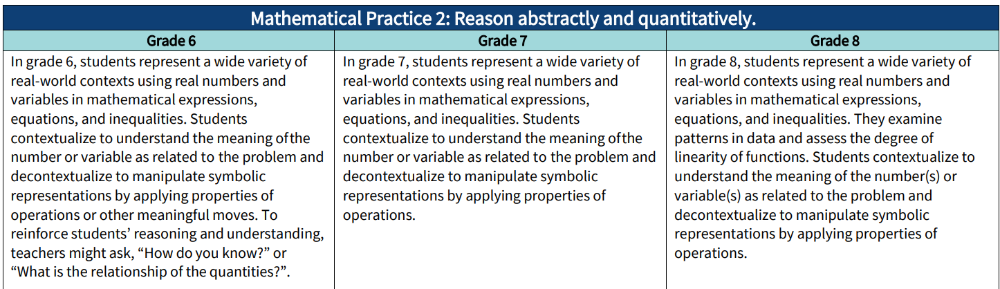 Mathematical Practice 2: Reason abstractly and quantitatively.
Grade 6
In grade 6, students represent a wide variety of
real-world contexts using real numbers and
variables in mathematical expressions,
equations, and inequalities. Students
contextualize to understand the meaning of the
number or variable as related to the problem and
decontextualize to manipulate symbolic
representations by applying properties of
operations or other meaningful moves. To
reinforce students’ reasoning and understanding,
teachers might ask, “How do you know?” or
“What is the relationship of the quantities?”.
Grade 7
In grade 7, students represent a wide variety of
real-world contexts using real numbers and
variables in mathematical expressions,
equations, and inequalities. Students
contextualize to understand the meaning of the
number or variable as related to the problem and
decontextualize to manipulate symbolic
representations by applying properties of
operations.
Grade 8
In grade 8, students represent a wide variety of
real-world contexts using real numbers and
variables in mathematical expressions,
equations, and inequalities. They examine
patterns in data and assess the degree of
linearity of functions. Students contextualize to
understand the meaning of the number(s) or
variable(s) as related to the problem and
decontextualize to manipulate symbolic
representations by applying properties of
operations.